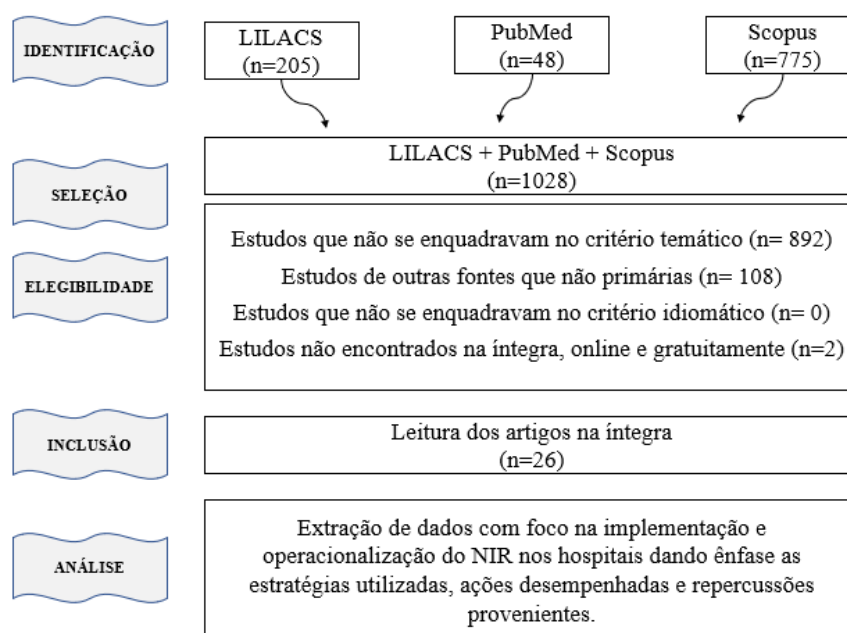 IDENTIFICAÇÃO
LILACS
(n=205)
PubMed
(n=48)
Scopus
(n=775)
SELEÇÃO
LILACS + PubMed + Scopus
(n=1028)
ELEGIBILIDADE
Estudos que não se enquadravam no critério temático (n= 892)
Estudos de outras fontes que não primárias (n= 108)
Estudos que não se enquadravam no critério idiomático (n= 0)
Estudos não encontrados na íntegra, online e gratuitamente (n=2)
INCLUSÃO
Leitura dos artigos na íntegra
(n=26)
ANÁLISE
Extração de dados com foco na implementação e
operacionalização do NIR nos hospitais dando ênfase as
estratégias utilizadas, ações desempenhadas e repercussões
provenientes.